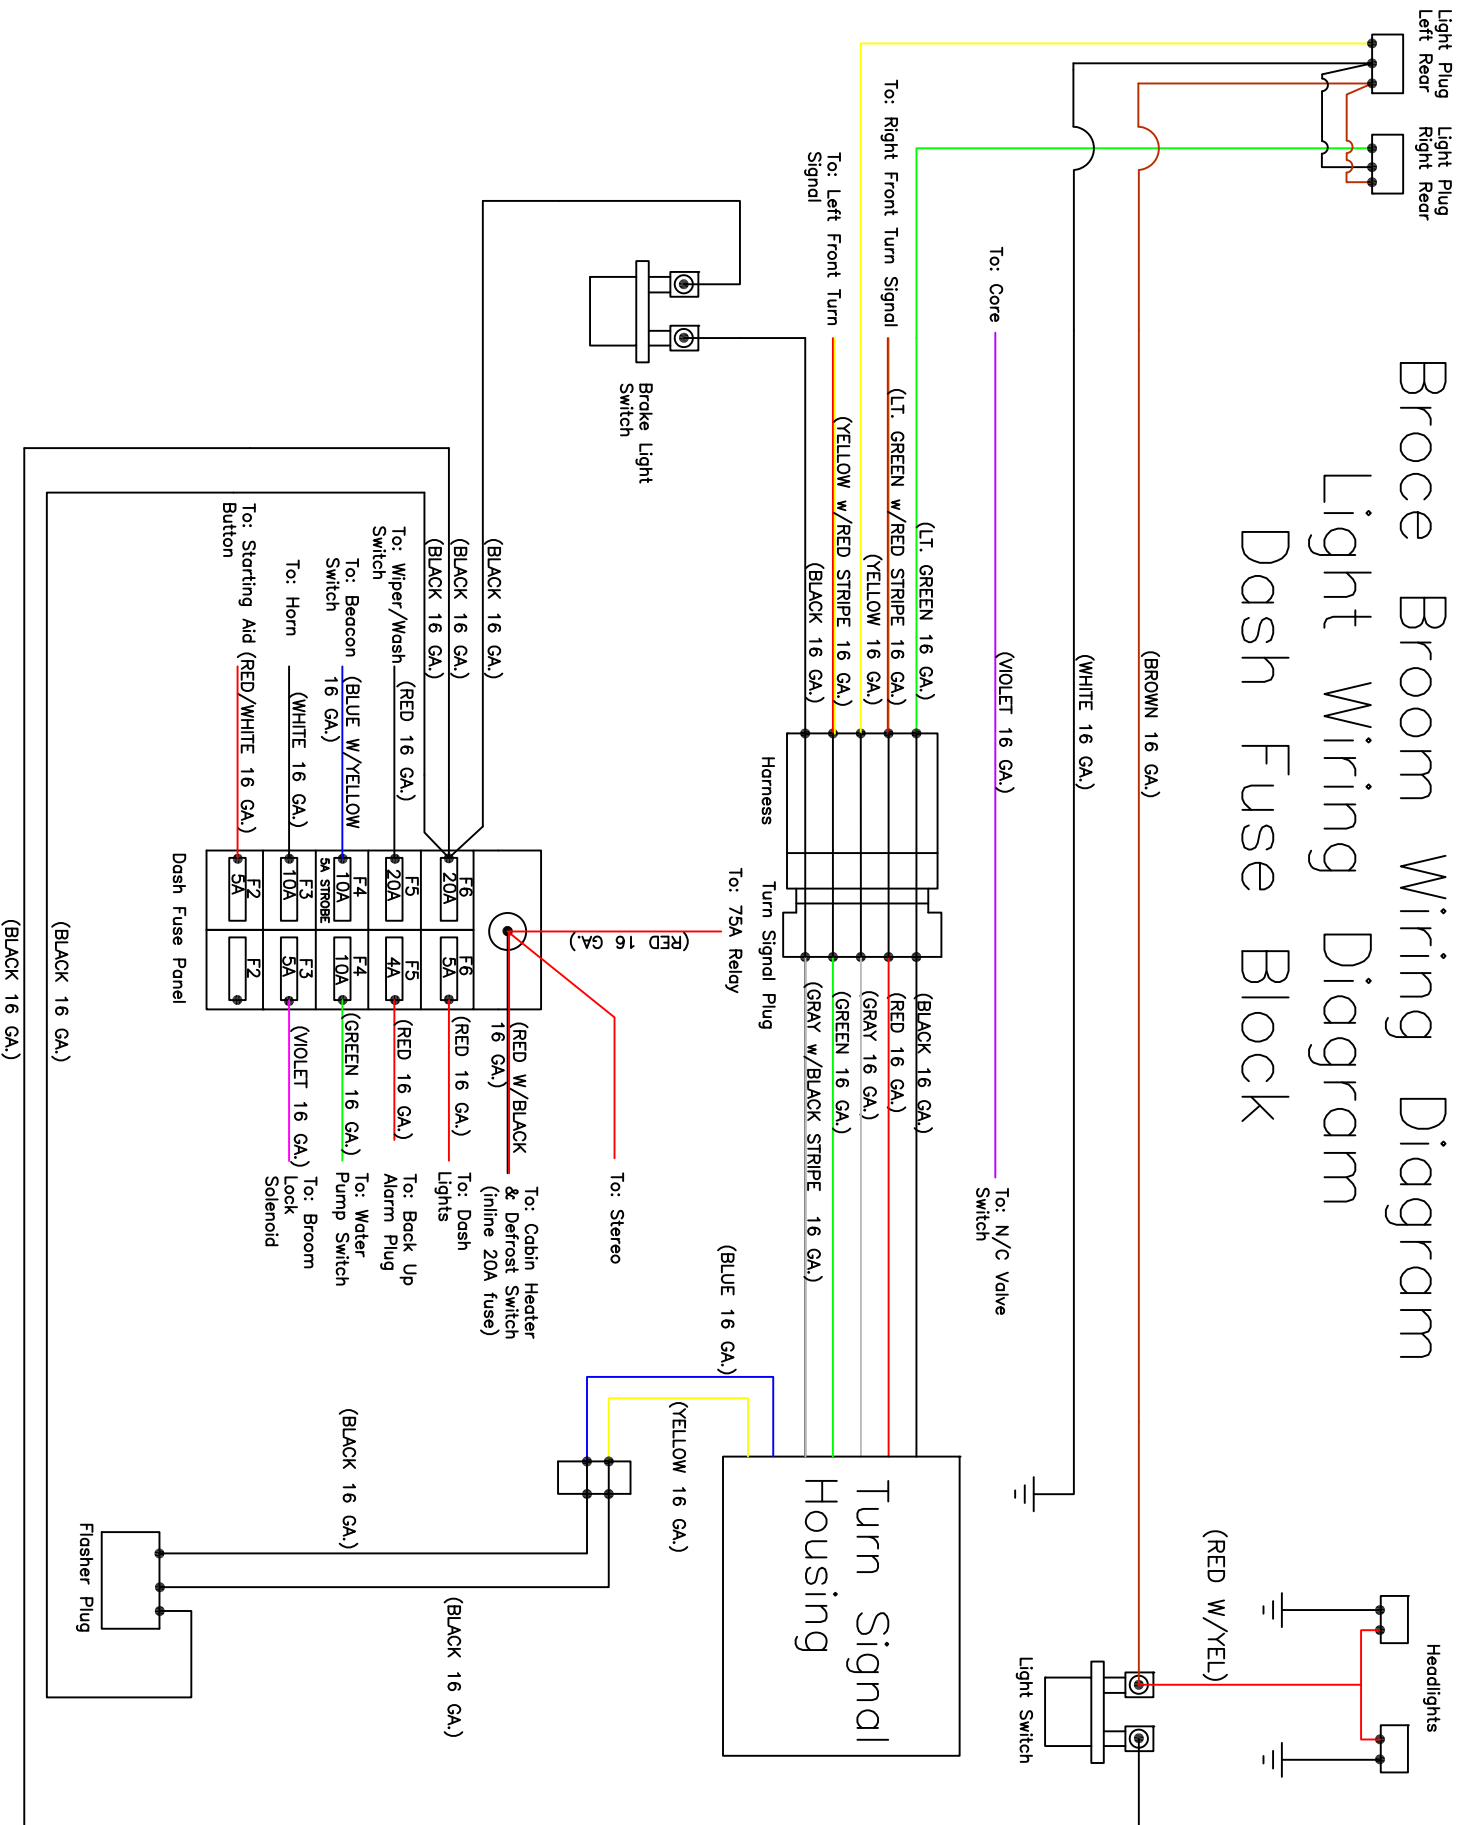 Broce Broom Wiring Diagram
Light Wiring Diagram
Dash Fuse Block
Light Plug
Left Rear
Light Plug
Right Rear
Headlights
(RED W/YEL)
Light Switch
(BROWN 16 GA.)
(WHITE 16 GA.)
To: Core
(VIOLET 16 GA.)
To: N/C Valve
Switch
To: Right Front Turn Signal
To: Left Front Turn
Signal
(LT. GREEN 16 GA.)
(LT. GREEN w/RED STRIPE 16 GA.)
(YELLOW 16 GA.)
(YELLOW w/RED STRIPE 16 GA.)
(BLACK 16 GA.)
Harness
Turn Signal Plug
(BLACK 16 GA.)
(RED 16 GA.)
(GRAY 16 GA.)
(GREEN 16 GA.)
(GRAY w/BLACK STRIPE 16 GA.)
Turn Signal
Housing
To: 75A Relay
(RED 16 GA.)
Brake Light
Switch
To: Stereo
(BLUE 16 GA.)
(YELLOW 16 GA.)
(RED W/BLACK
16 GA.)
To: Cabin Heater
& Defrost Switch
(inline 20A fuse)
(BLACK 16 GA.)
(BLACK 16 GA.)
(BLACK 16 GA.)
F6
20A
F6
5A
(RED 16 GA.)
To: Dash
Lights
To: Wiper/Wash
Switch
(RED 16 GA.)
F5
20A
F5
4A
(RED 16 GA.)
To: Back Up
Alarm Plug
To: Beacon
Switch
(BLUE W/YELLOW
16 GA.)
F4
10A
5A STROBE
F4
10A
(GREEN 16 GA.)
To: Water
Pump Switch
To: Horn
(WHITE 16 GA.)
F3
10A
F3
5A
(VIOLET 16 GA.)
To: Broom
Lock
Solenoid
To: Starting Aid
Button
(RED/WHITE 16 GA.)
F2
5A
F2
Dash Fuse Panel
(BLACK 16 GA.)
(BLACK 16 GA.)
Flasher Plug
(BLACK 16 GA.)
(BLACK 16 GA.)